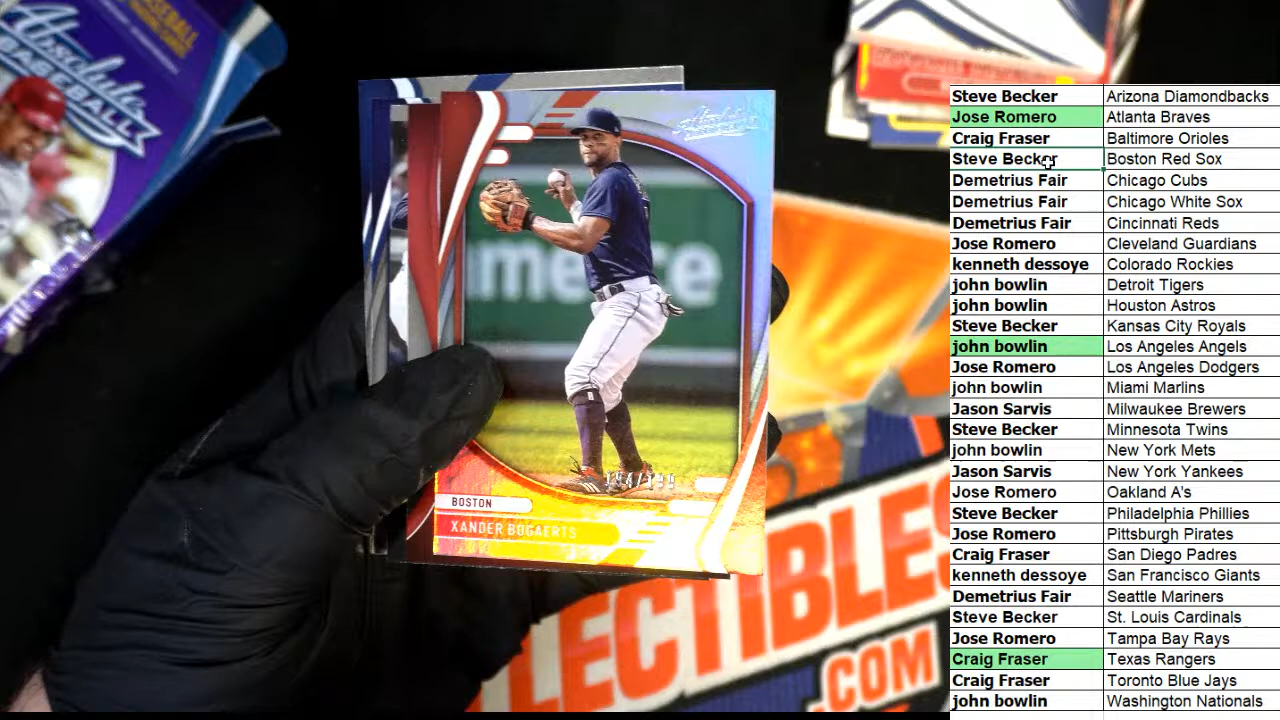 Absolute
BASEBALL
BASEBALL
Absolute
194/199
BOSTON
XANDER BOGAERTS
LECTIBLES
.COM
Steve Becker Arizona Diamondbacks
Jose Romero Atlanta Braves
Craig Fraser Baltimore Orioles
Steve Becker Boston Red Sox
Demetrius Fair Chicago Cubs
Demetrius Fair Chicago White Sox
Demetrius Fair Cincinnati Reds
Jose Romero Cleveland Guardians
kenneth dessoye Colorado Rockies
john bowlin Detroit Tigers
john bowlin Houston Astros
Steve Becker Kansas City Royals
john bowlin Los Angeles Angels
Jose Romero Los Angeles Dodgers
john bowlin Miami Marlins
Jason Sarvis Milwaukee Brewers
Steve Becker Minnesota Twins
john bowlin New York Mets
Jason Sarvis New York Yankees
Jose Romero Oakland A's
Steve Becker Philadelphia Phillies
Jose Romero Pittsburgh Pirates
Craig Fraser San Diego Padres
kenneth dessoye San Francisco Giants
Demetrius Fair Seattle Mariners
Steve Becker St. Louis Cardinals
Jose Romero Tampa Bay Rays
Craig Fraser Texas Rangers
Craig Fraser Toronto Blue Jays
john bowlin Washington Nationals